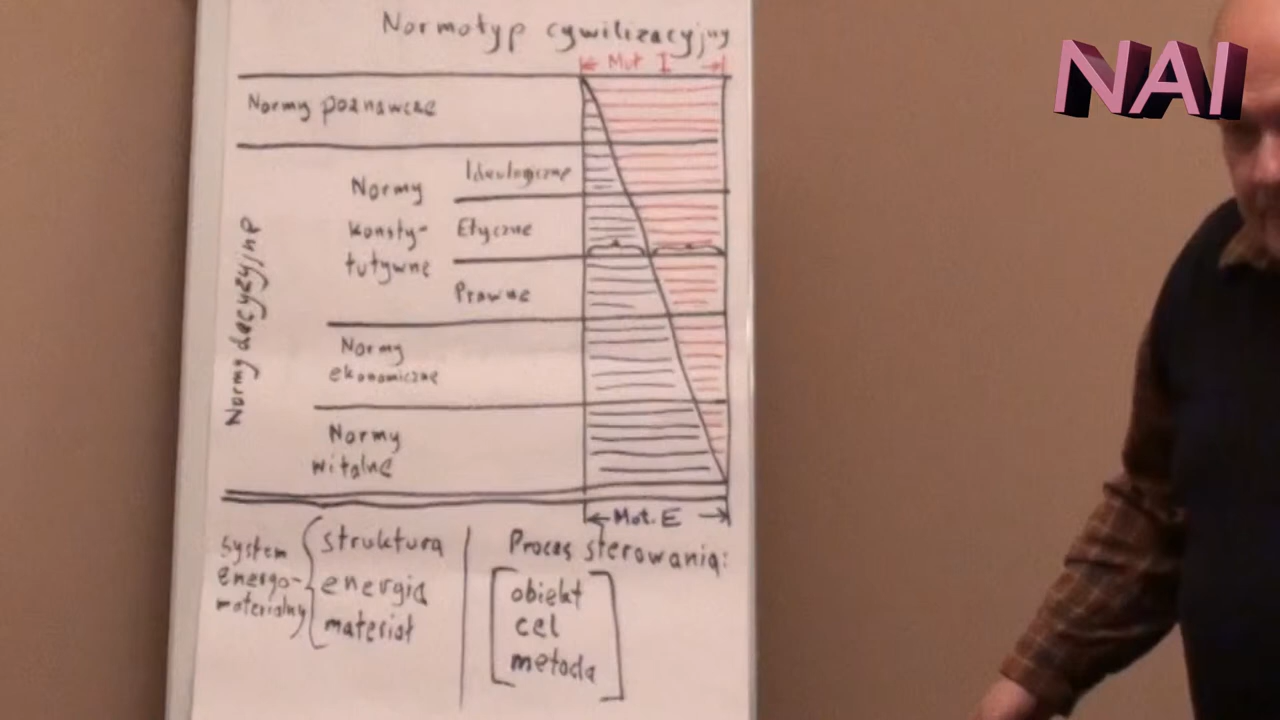 Normotyp cywilizacyjny
Mot I
Normy poznawcze
Normy decyzyjne
Normy
konsty-
tutywne
Ideologiczne
Etyczne
Prawne
Normy
ekonomiczne
Normy
witalne
Mot. E
System
energo-
materialny
struktura
energia
materiał
Proces sterowania:
obiekt
cel
metoda
NAI